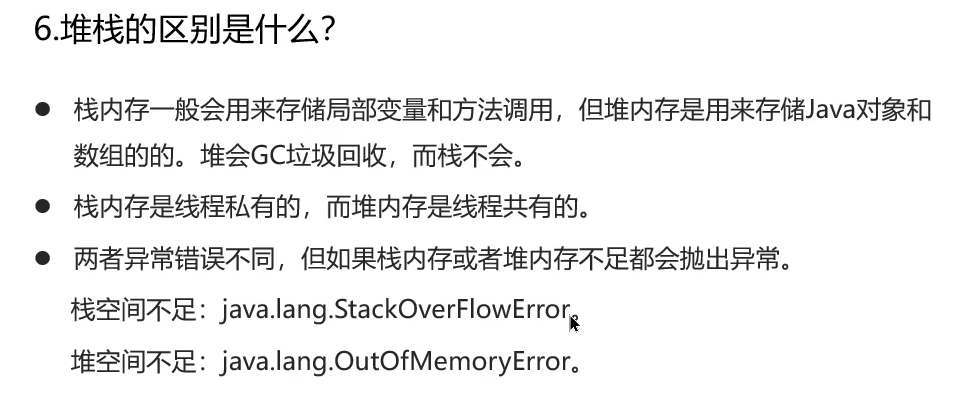 6.堆栈的区别是什么？
● 栈内存一般会用来存储局部变量和方法调用，但堆内存是用来存储Java对象和
数组的的。堆会GC垃圾回收，而栈不会。
● 栈内存是线程私有的，而堆内存是线程共有的。
● 两者异常错误不同，但如果栈内存或者堆内存不足都会抛出异常。
栈空间不足：java.lang.StackOverFlowError。
堆空间不足：java.lang.OutOfMemoryError。